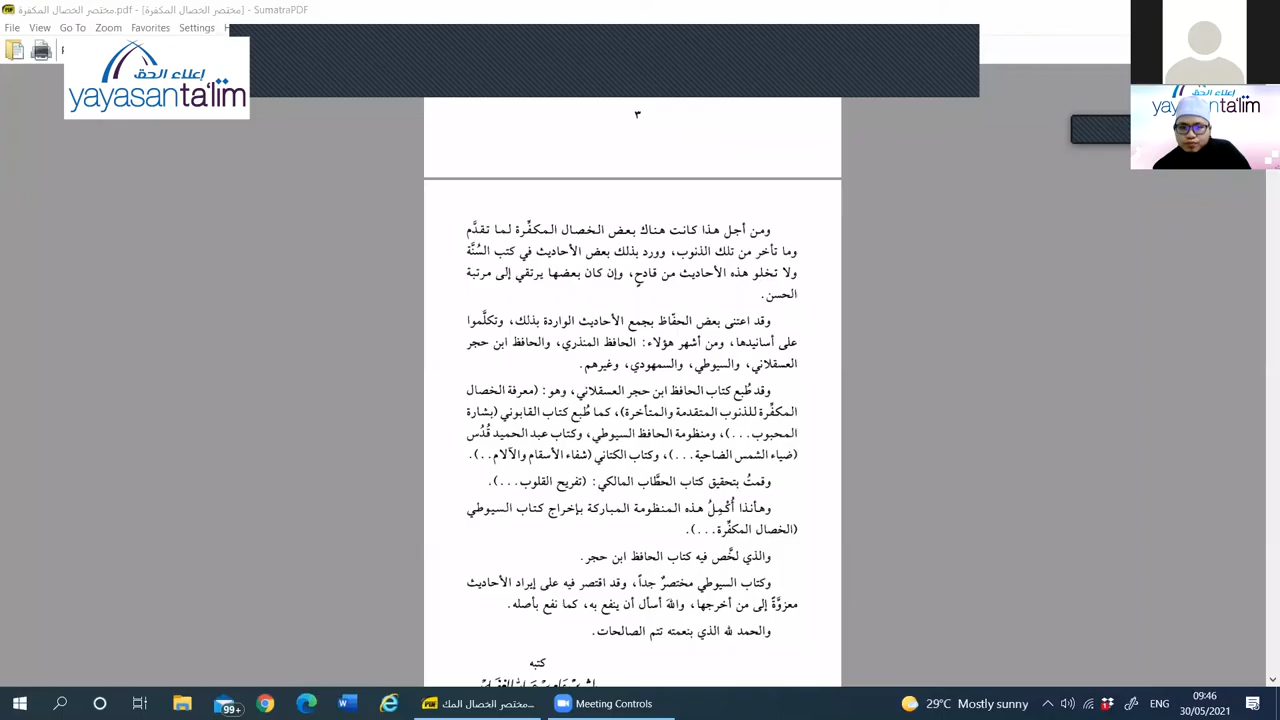 مختصر الخصال المكفرة.pdf - [مختصر الخصال المكفرة] - SumatraPDF
File View Go To Zoom Favorites Settings
إعلاء الحق
yayasanta'lim
yayasanta'lim
٣
ومن أجل هذا كانت هناك بعض الخصال المكفِّرة لما تقدَّم
وما تأخر من تلك الذنوب، وورد بذلك بعض الأحاديث في كتب السُنَّة
ولا تخلو هذه الأحاديث من قادحٍ، وإن كان بعضها يرتقي إلى مرتبة
الحسن.
وقد اعتنى بعض الحفّاظ بجمع الأحاديث الواردة بذلك، وتكلَّموا
على أسانيدها، ومن أشهر هؤلاء: الحافظ المنذري، والحافظ ابن حجر
العسقلاني، والسيوطي، والسمهودي، وغيرهم.
وقد طُبع كتاب الحافظ ابن حجر العسقلاني، وهو: (معرفة الخصال
المكفِّرة للذنوب المتقدمة والمتأخرة)، كما طُبع كتاب القابوني (بشارة
المحبوب...)، ومنظومة الحافظ السيوطي، وكتاب عبد الحميد قُدُس
(ضياء الشمس الضاحية...)، وكتاب الكتاني (شفاء الأسقام والآلام..).
وقمتُ بتحقيق كتاب الحطَّاب المالكي: (تفريح القلوب...).
وهأنذا أُكْمِلُ هذه المنظومة المباركة بإخراج كتاب السيوطي
(الخصال المكفِّرة...).
والذي لخَّص فيه كتاب الحافظ ابن حجر.
وكتاب السيوطي مختصرٌ جداً، وقد اقتصر فيه على إيراد الأحاديث
معزوَّةً إلى من أخرجها، واللهَ أسأل أن ينفع به، كما نفع بأصله.
والحمد لله الذي بنعمته تتم الصالحات.
كتبه
99+
مختصر الخصال المك...
Meeting Controls
29°C Mostly sunny
ENG
09:46
30/05/2021